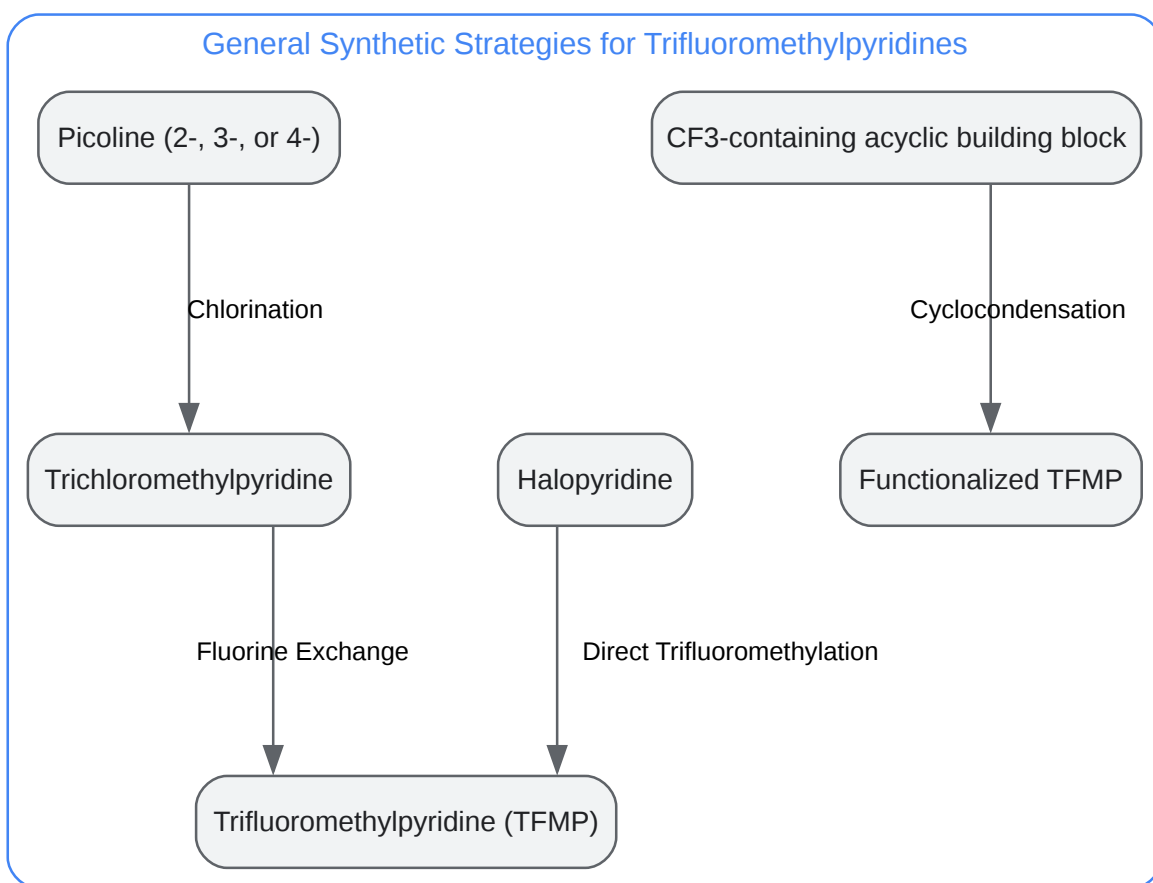 General Synthetic Strategies for Trifluoromethylpyridines
Picoline (2-, 3-, or 4-)
CF3-containing acyclic building block
Chlorination
Cyclocondensation
Trichloromethylpyridine
Halopyridine
Functionalized TFMP
Fluorine Exchange
Direct Trifluoromethylation
Trifluoromethylpyridine (TFMP)